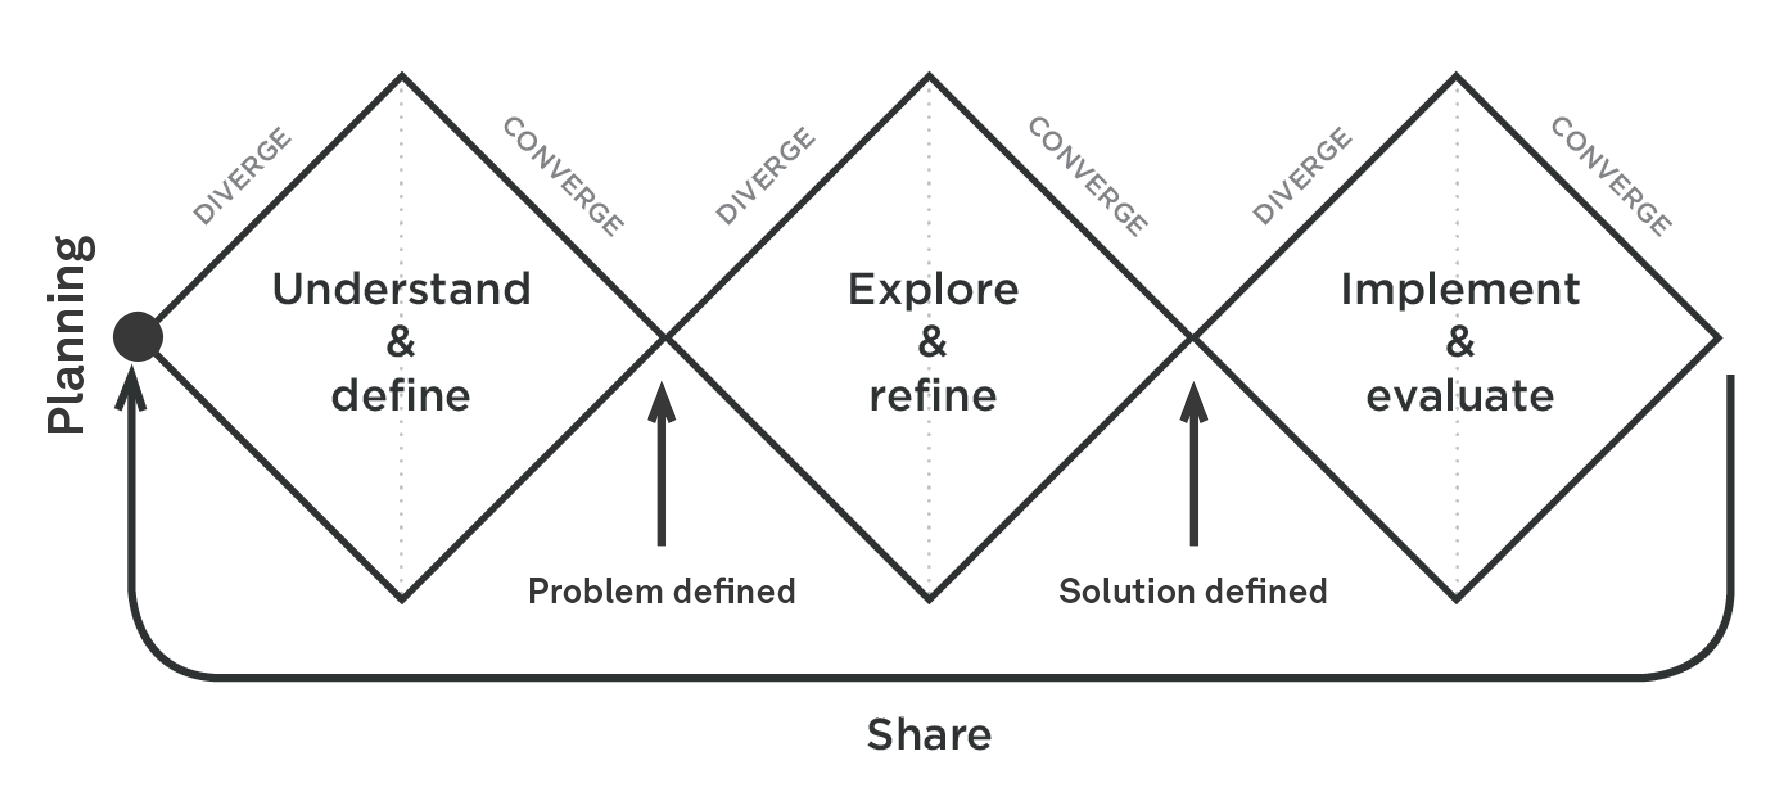 Planning
DIVERGE
CONVERGE
DIVERGE
CONVERGE
DIVERGE
CONVERGE
Understand
&
define
Explore
&
refine
Implement
&
evaluate
Problem defined
Solution defined
Share